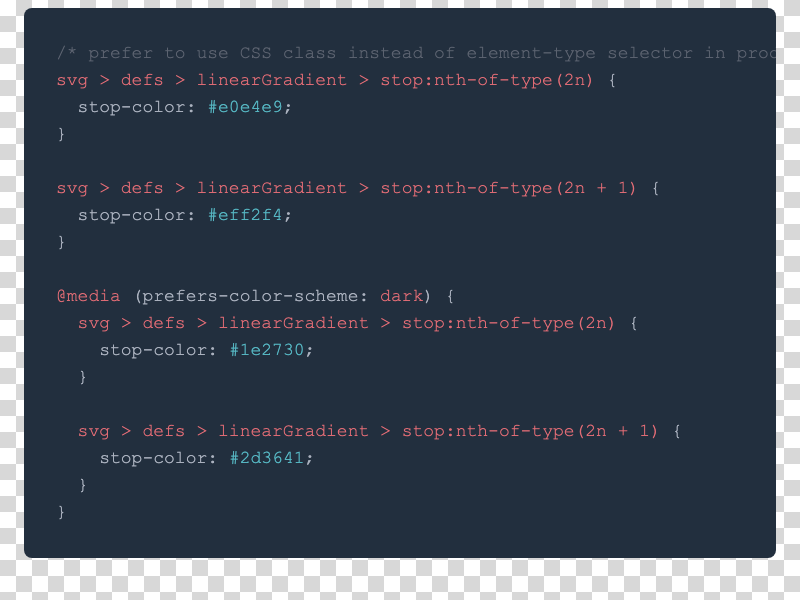 /* prefer to use CSS class instead of element-type selector in
svg > defs > linearGradient > stop:nth-of-type(2n) {
stop-color: #e0e4e9;
}
svg > defs > linearGradient > stop:nth-of-type(2n + 1) {
stop-color: #eff2f4;
}
@media (prefers-color-scheme: dark) {
svg > defs > linearGradient > stop:nth-of-type(2n) {
stop-color: #1e2730;
}
svg > defs > linearGradient > stop:nth-of-type(2n + 1) {
stop-color: #2d3641;
}
}